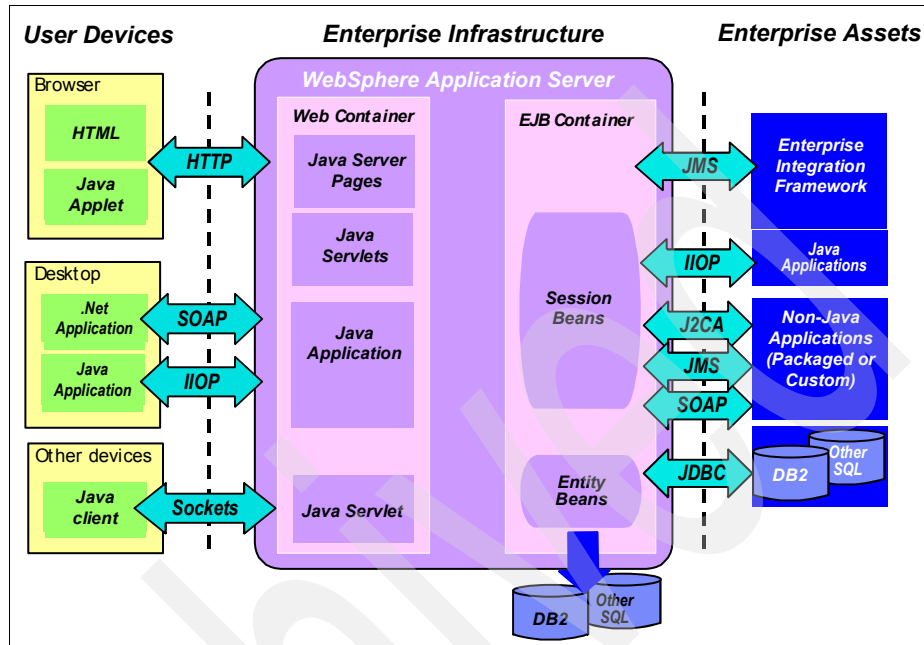 User Devices
Enterprise Infrastructure
Enterprise Assets
WebSphere Application Server
Browser
HTML
Java
Applet
HTTP
Desktop
.Net
Application
Java
Application
SOAP
IIOP
Other devices
Java
client
Sockets
Web Container
Java Server
Pages
Java
Servlets
Java
Application
Java Servlet
EJB Container
Session
Beans
Entity
Beans
DB2
Other
SQL
JMS
IIOP
J2CA
JMS
SOAP
JDBC
Enterprise
Integration
Framework
Java
Applications
Non-Java
Applications
(Packaged or
Custom)
DB2
Other
SQL